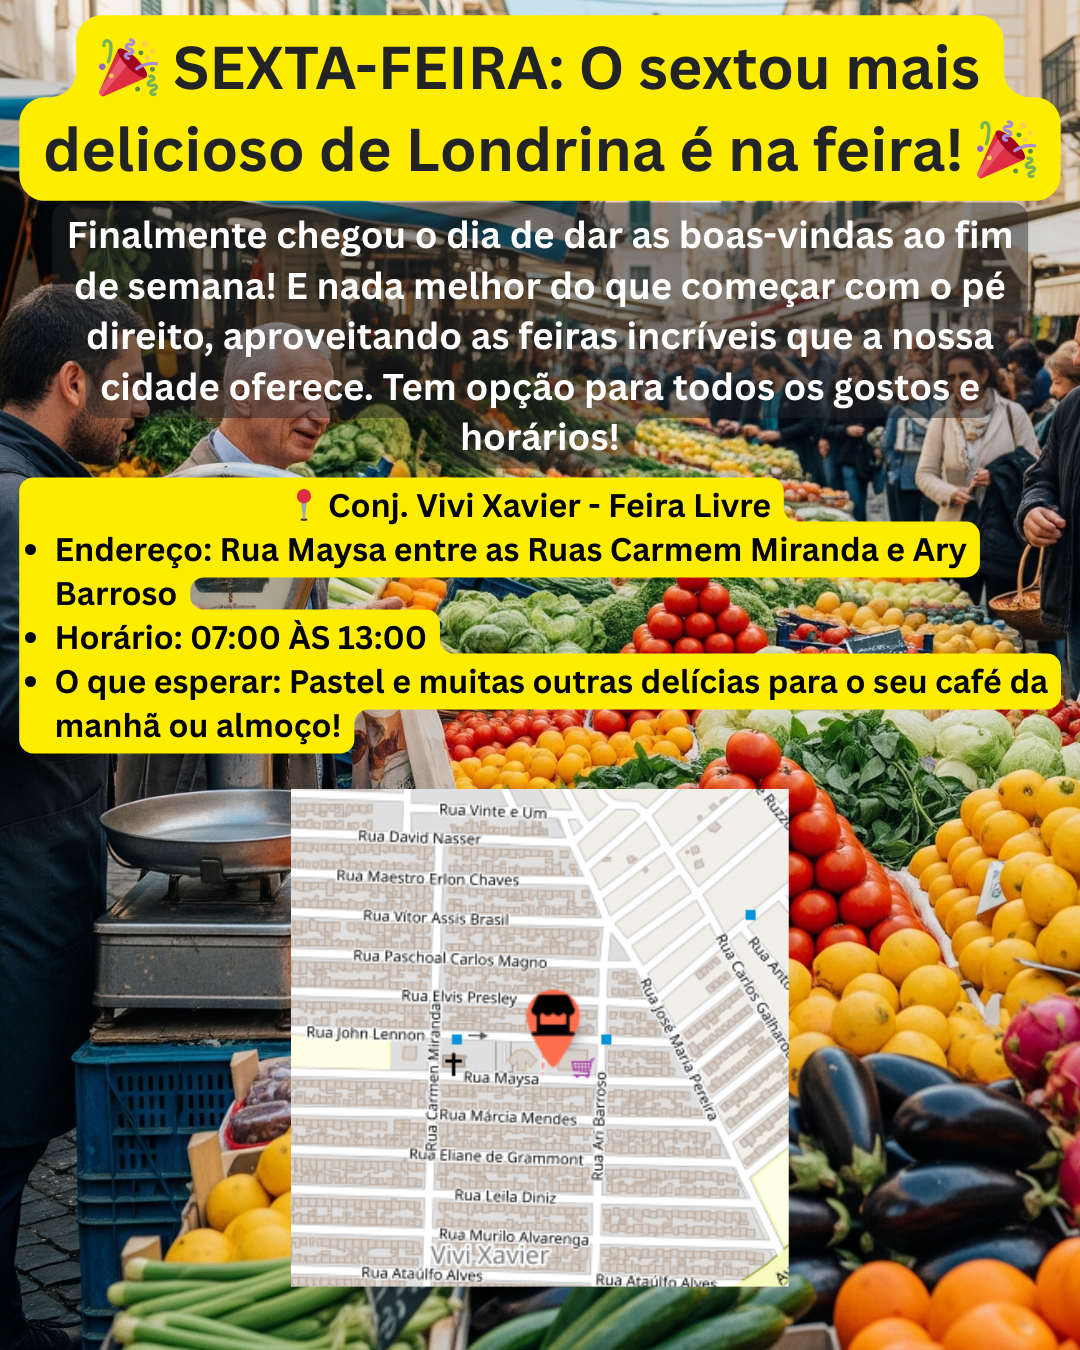 🎉 SEXTA-FEIRA: O sextou mais
delicioso de Londrina é na feira! 🎉
Finalmente chegou o dia de dar as boas-vindas ao fim
de semana! E nada melhor do que começar com o pé
direito, aproveitando as feiras incríveis que a nossa
cidade oferece. Tem opção para todos os gostos e
horários!
📍 Conj. Vivi Xavier - Feira Livre
• Endereço: Rua Maysa entre as Ruas Carmem Miranda e Ary
Barroso
• Horário: 07:00 ÀS 13:00
• O que esperar: Pastel e muitas outras delícias para o seu café da
manhã ou almoço!
Rua Vinte e Um
Rua David Nasser
Rua Maestro Erlon Chaves
Rua Vitor Assis Brasil
Rua Paschoal Carlos Magno
Rua Elvis Presley
Rua John Lennon
Rua Carmen Miranda
Rua Maysa
Rua Ari Barroso
Rua José Maria Pereira
Rua Carlos Galhardo
Rua Anto
Rua Márcia Mendes
Rua Eliane de Grammont
Rua Leila Diniz
Rua Murilo Alvarenga
Vivi Xavier
Rua Ataúlfo Alves
Rua Ataúlfo Alves